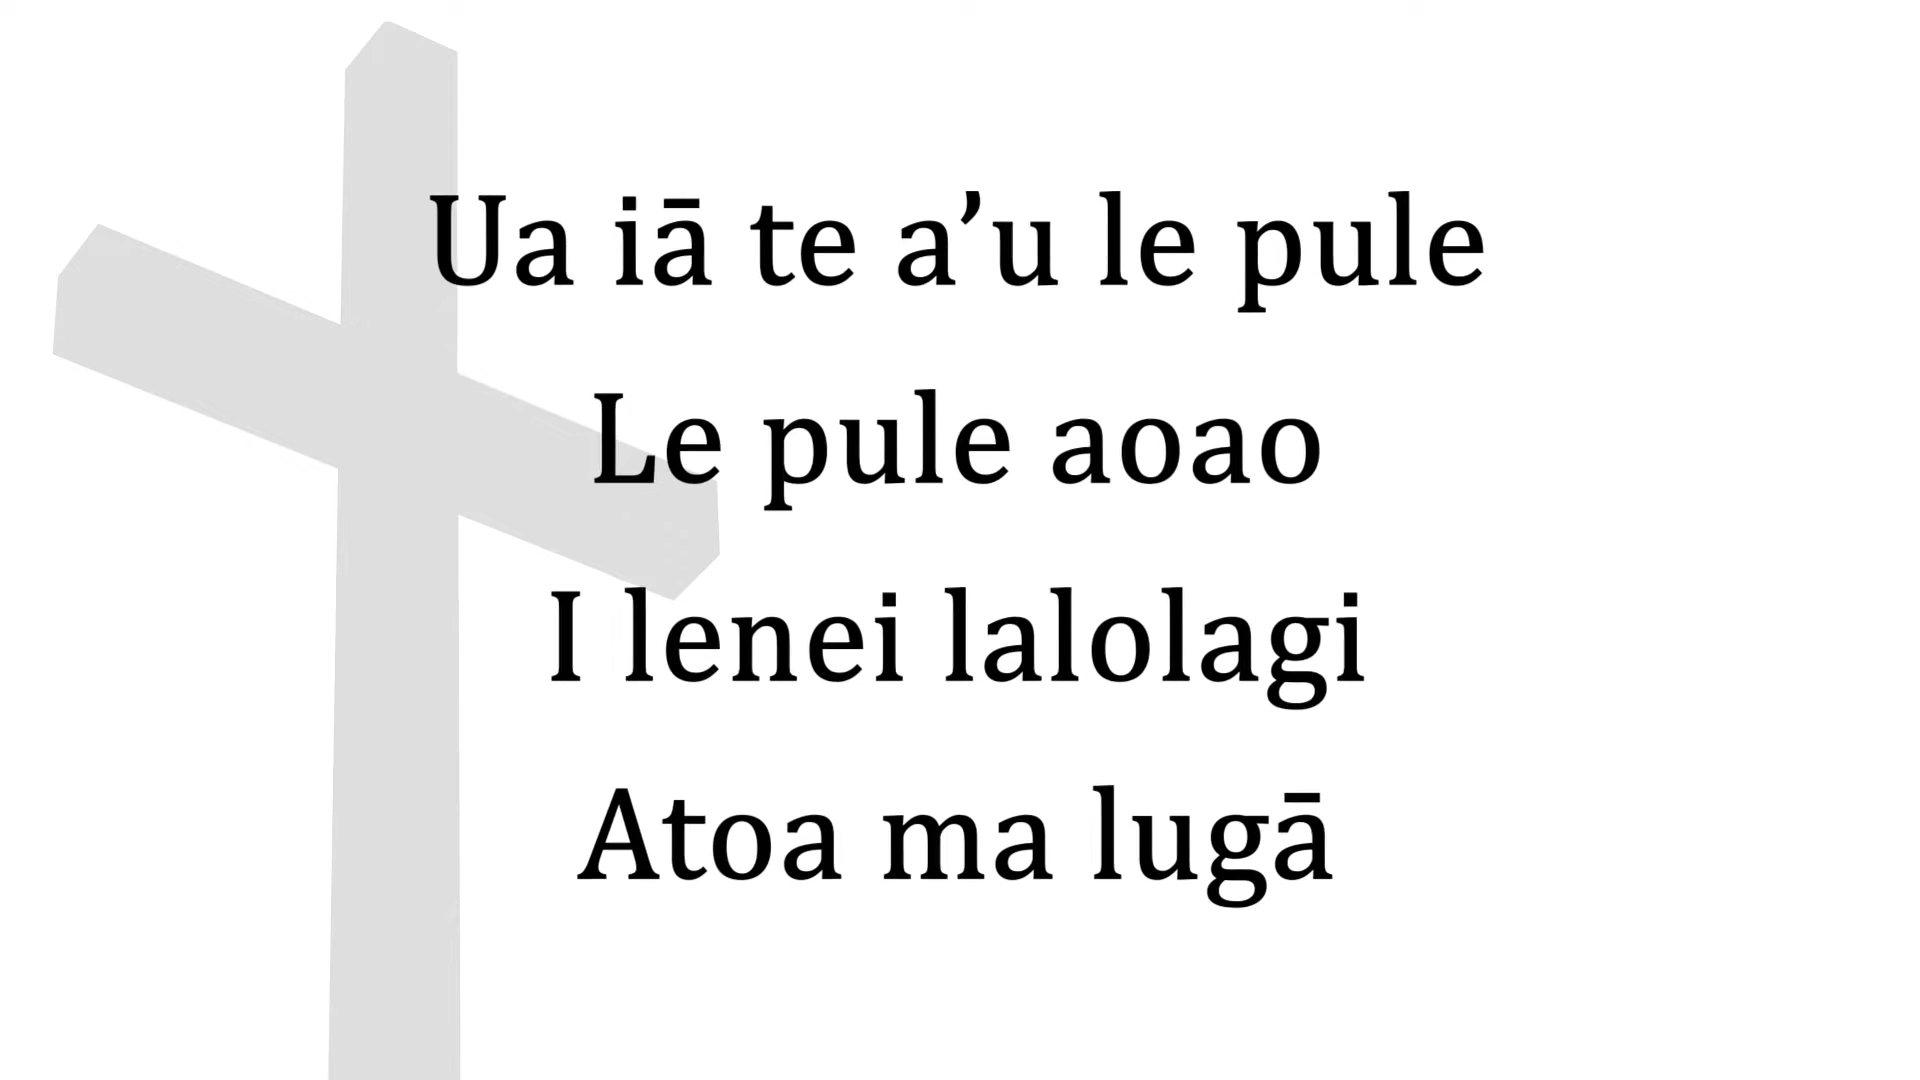 Ua iā te a’u le pule
Le pule aoao
I lenei lalolagi
Atoa ma lugā